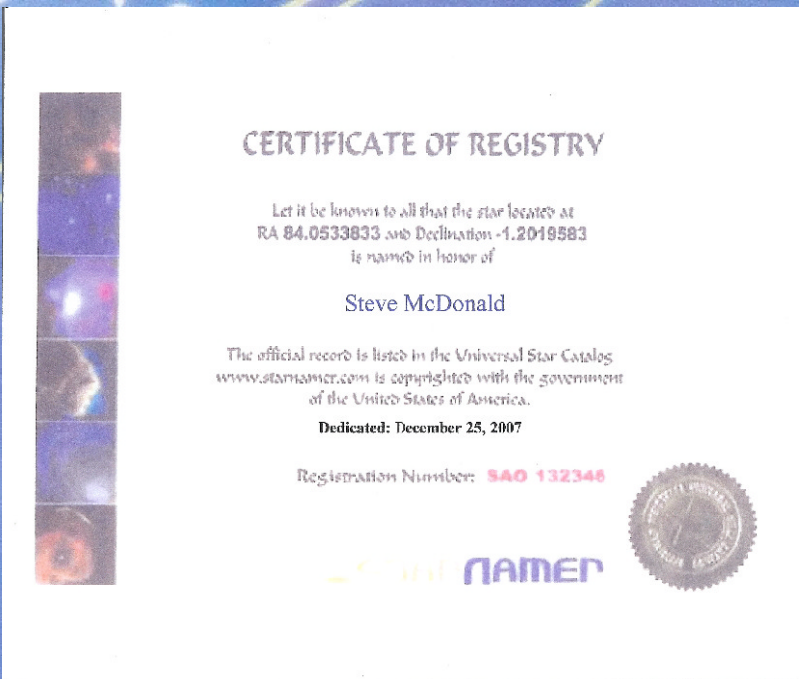 CERTIFICATE OF REGISTRY
Let it be known to all that the star located at
RA 84.0533833 and Declination -1.2019583
is named in honor of
Steve McDonald
The official record is listed in the Universal Star Catalog
www.starnamer.com is copyrighted with the government
of the United States of America.
Dedicated: December 25, 2007
Registration Number: SAO 132346
STAR NAMER